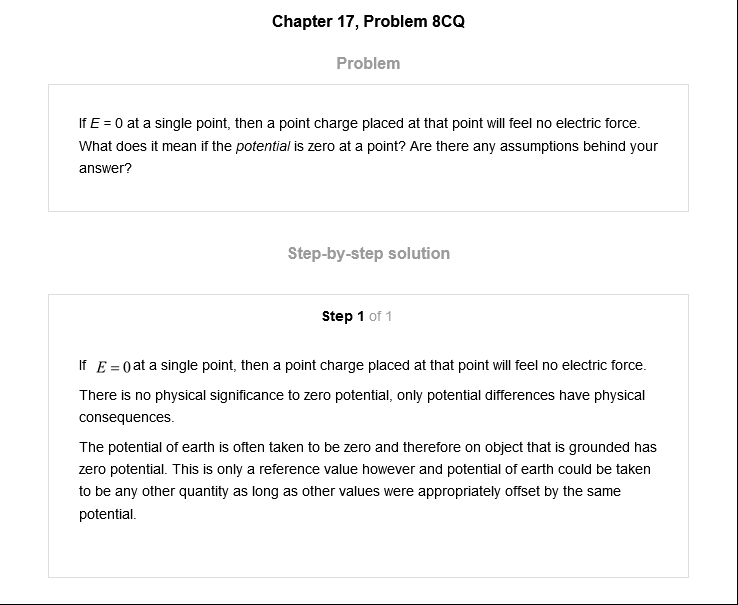 Chapter 17, Problem 8CQ
Problem
If E = 0 at a single point, then a point charge placed at that point will feel no electric force.
What does it mean if the potential is zero at a point? Are there any assumptions behind your
answer?
Step-by-step solution
Step 1 of 1
If E = 0 at a single point, then a point charge placed at that point will feel no electric force.
There is no physical significance to zero potential, only potential differences have physical
consequences.
The potential of earth is often taken to be zero and therefore on object that is grounded has
zero potential. This is only a reference value however and potential of earth could be taken
to be any other quantity as long as other values were appropriately offset by the same
potential.